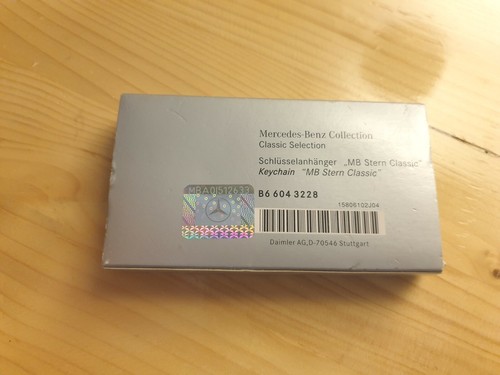 Mercedes-Benz Collection
Classic Selection
Schlüsselanhänger „MB Stern Classic"
Keychain "MB Stern Classic"
B6 604 3228
MBA01512633
15806102J04
Daimler AG,D-70546 Stuttgart